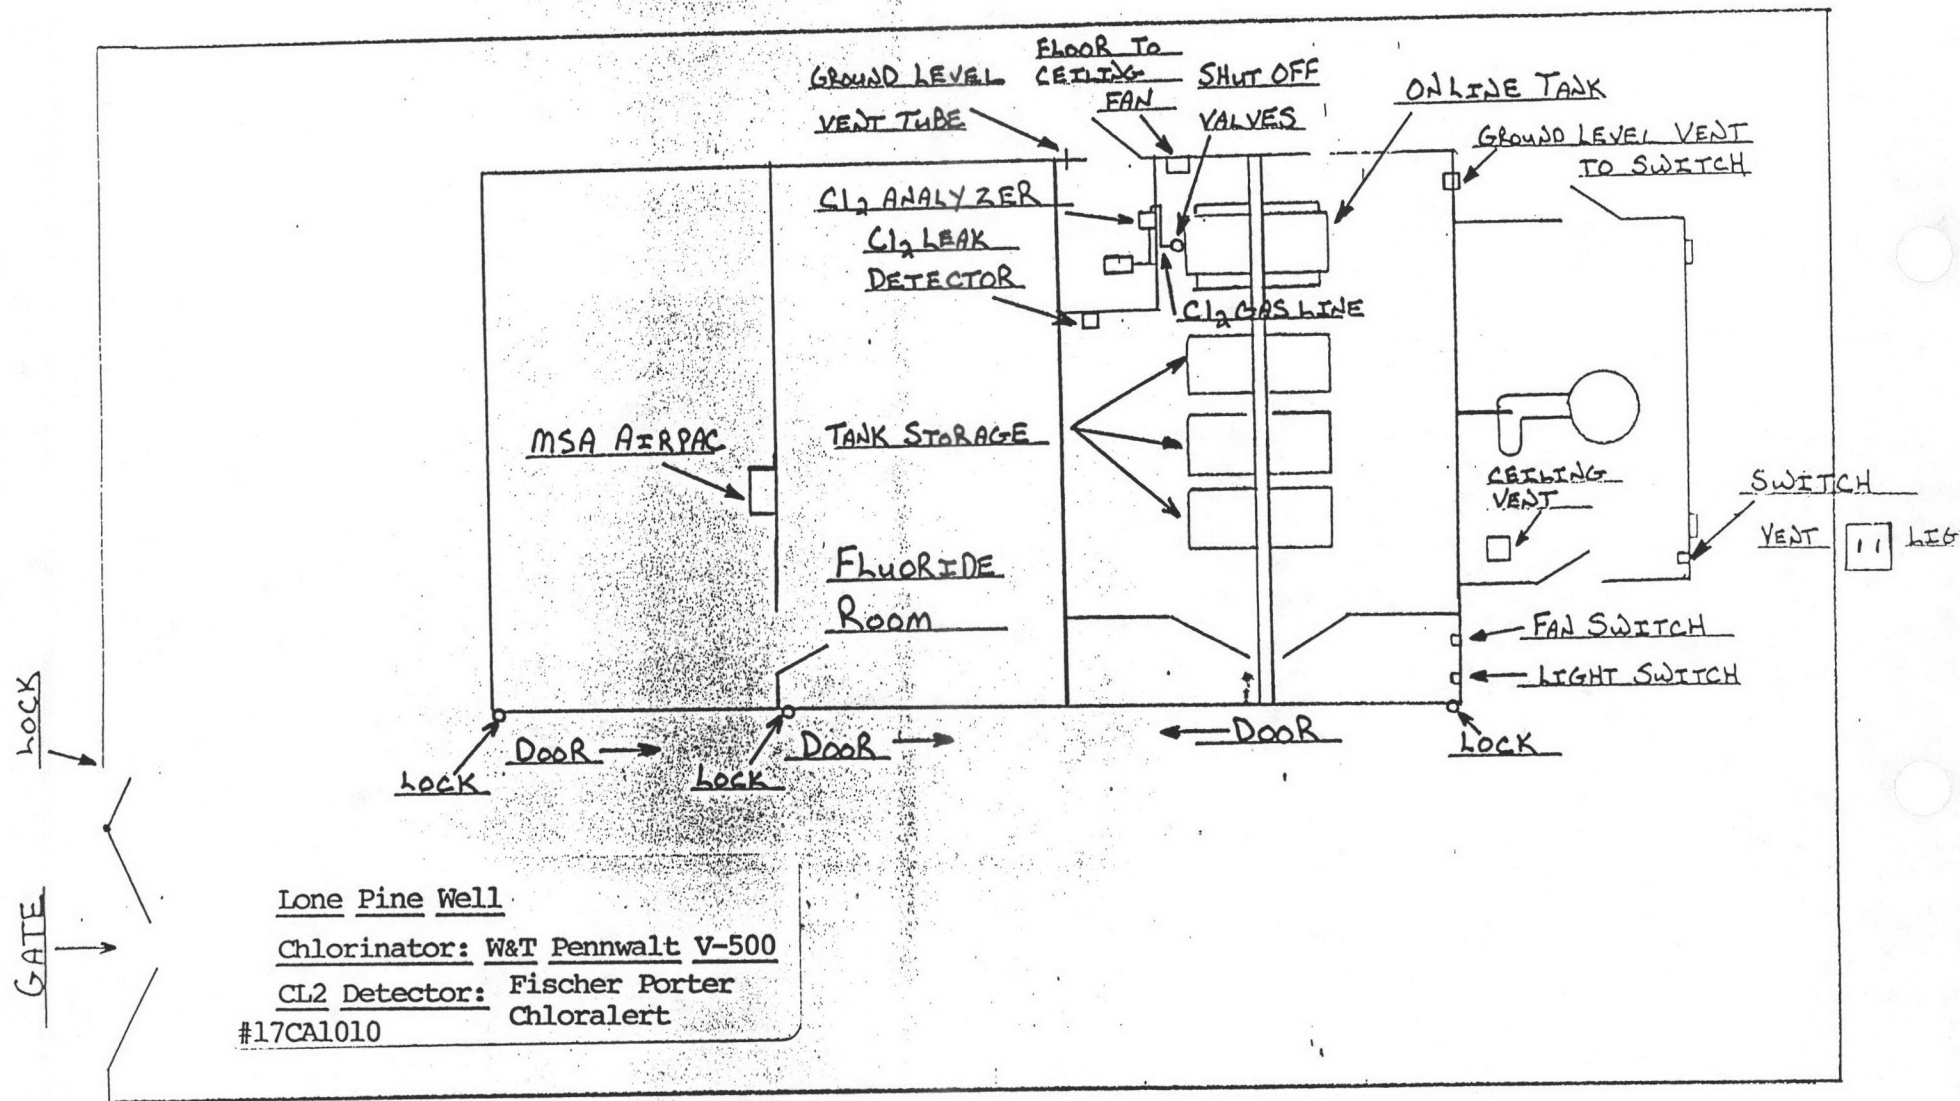 FLOOR TO
GROUND LEVEL CEILING SHUT OFF
FAN ONLINE TANK
VENT TUBE VALVES
GROUND LEVEL VENT
TO SWITCH
Cl2 ANALYZER
Cl2 LEAK
DETECTOR
Cl2 GAS LINE
MSA AIRPAC
TANK STORAGE
CEILING
VENT
SWITCH
VENT LIG
FLUORIDE
ROOM
FAN SWITCH
LIGHT SWITCH
LOCK
DOOR
LOCK
DOOR
LOCK
DOOR
LOCK
GATE
Lone Pine Well
Chlorinator: W&T Pennwalt V-500
CL2 Detector: Fischer Porter
Chloralert
#17CA1010